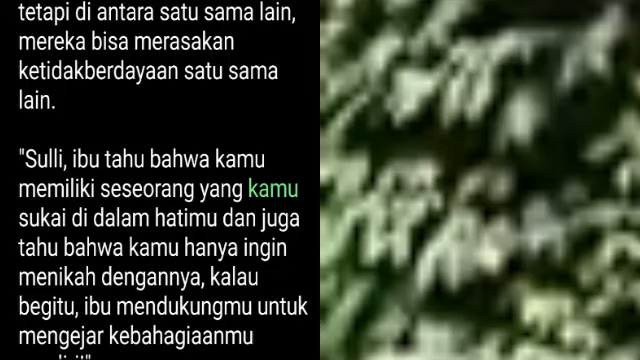 tetapi di antara satu sama lain,
mereka bisa merasakan
ketidakberdayaan satu sama
lain.
"Sulli, ibu tahu bahwa kamu
memiliki seseorang yang kamu
sukai di dalam hatimu dan juga
tahu bahwa kamu hanya ingin
menikah dengannya, kalau
begitu, ibu mendukungmu untuk
mengejar kebahagiaanmu